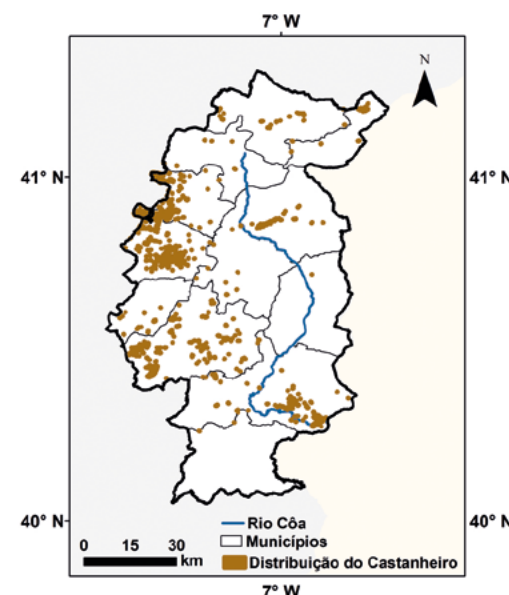 7° W
N
41° N
41° N
40° N
40° N
Rio Côa
Municípios
Distribuição do Castanheiro
0 15 30
km
7° W